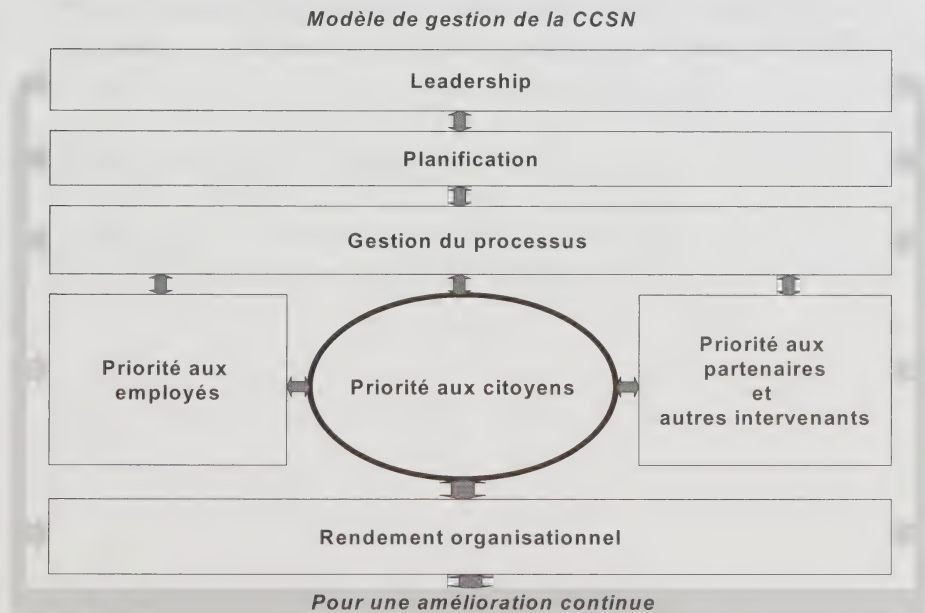 Modèle de gestion de la CCSN
Leadership
Planification
Gestion du processus
Priorité aux
employés
Priorité aux citoyens
Priorité aux
partenaires
et
autres intervenants
Rendement organisationnel
Pour une amélioration continue